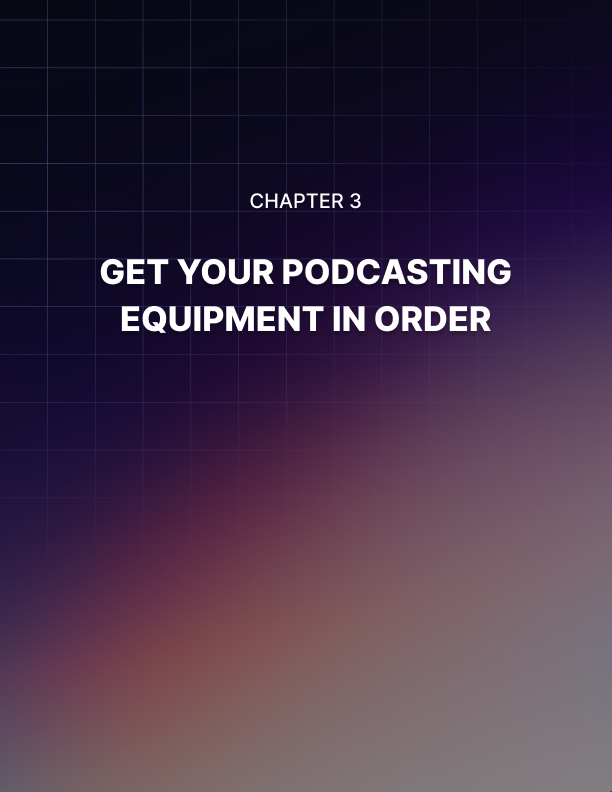 CHAPTER 3
GET YOUR PODCASTING
EQUIPMENT IN ORDER